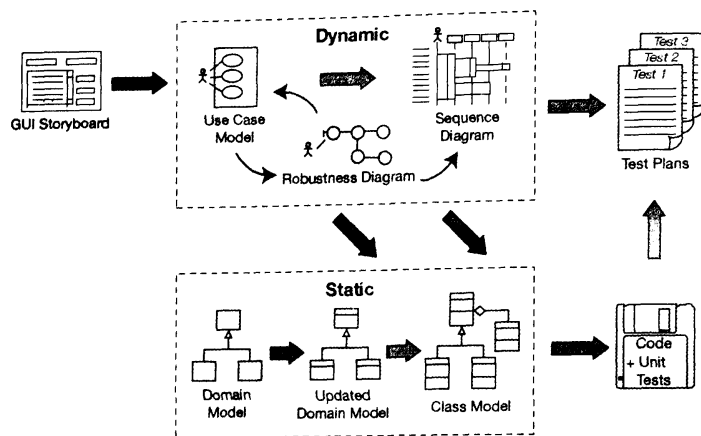 Dynamic
Test 3
Test 2
Test 1
GUI Storyboard
Use Case
Model
Sequence
Diagram
Robustness Diagram
Test Plans
Static
Domain
Model
Updated
Domain Model
Class Model
Code
+ Unit
Tests